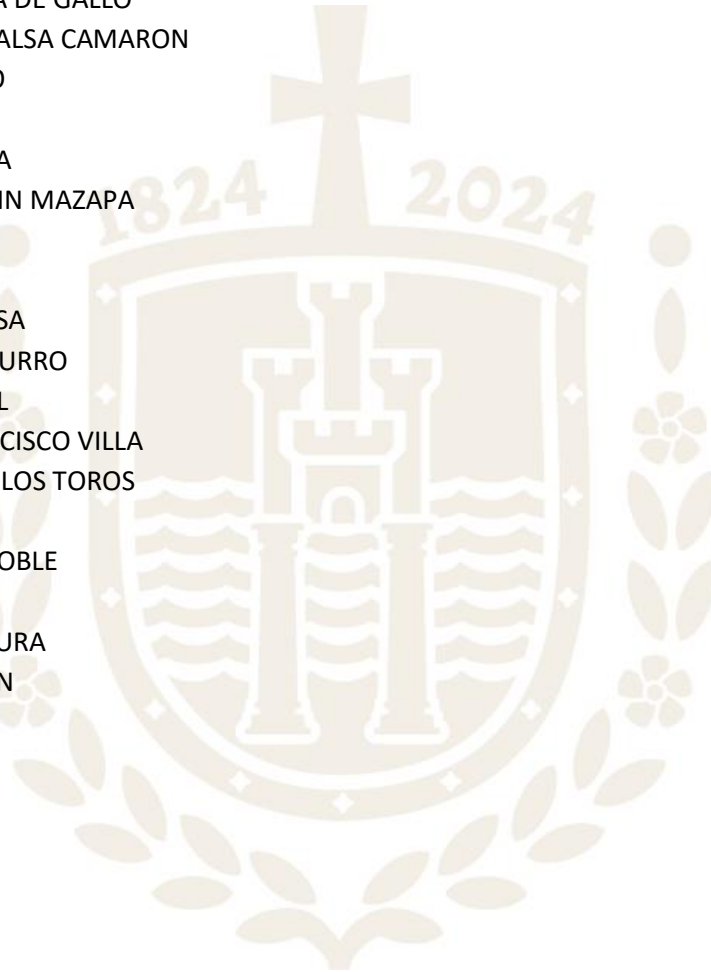 DE GALLO
ALSA CAMARON
O
A
IN MAZAPA
1824 2024
SA
URRO
L
CISCO VILLA
LOS TOROS
OBLE
URA
N